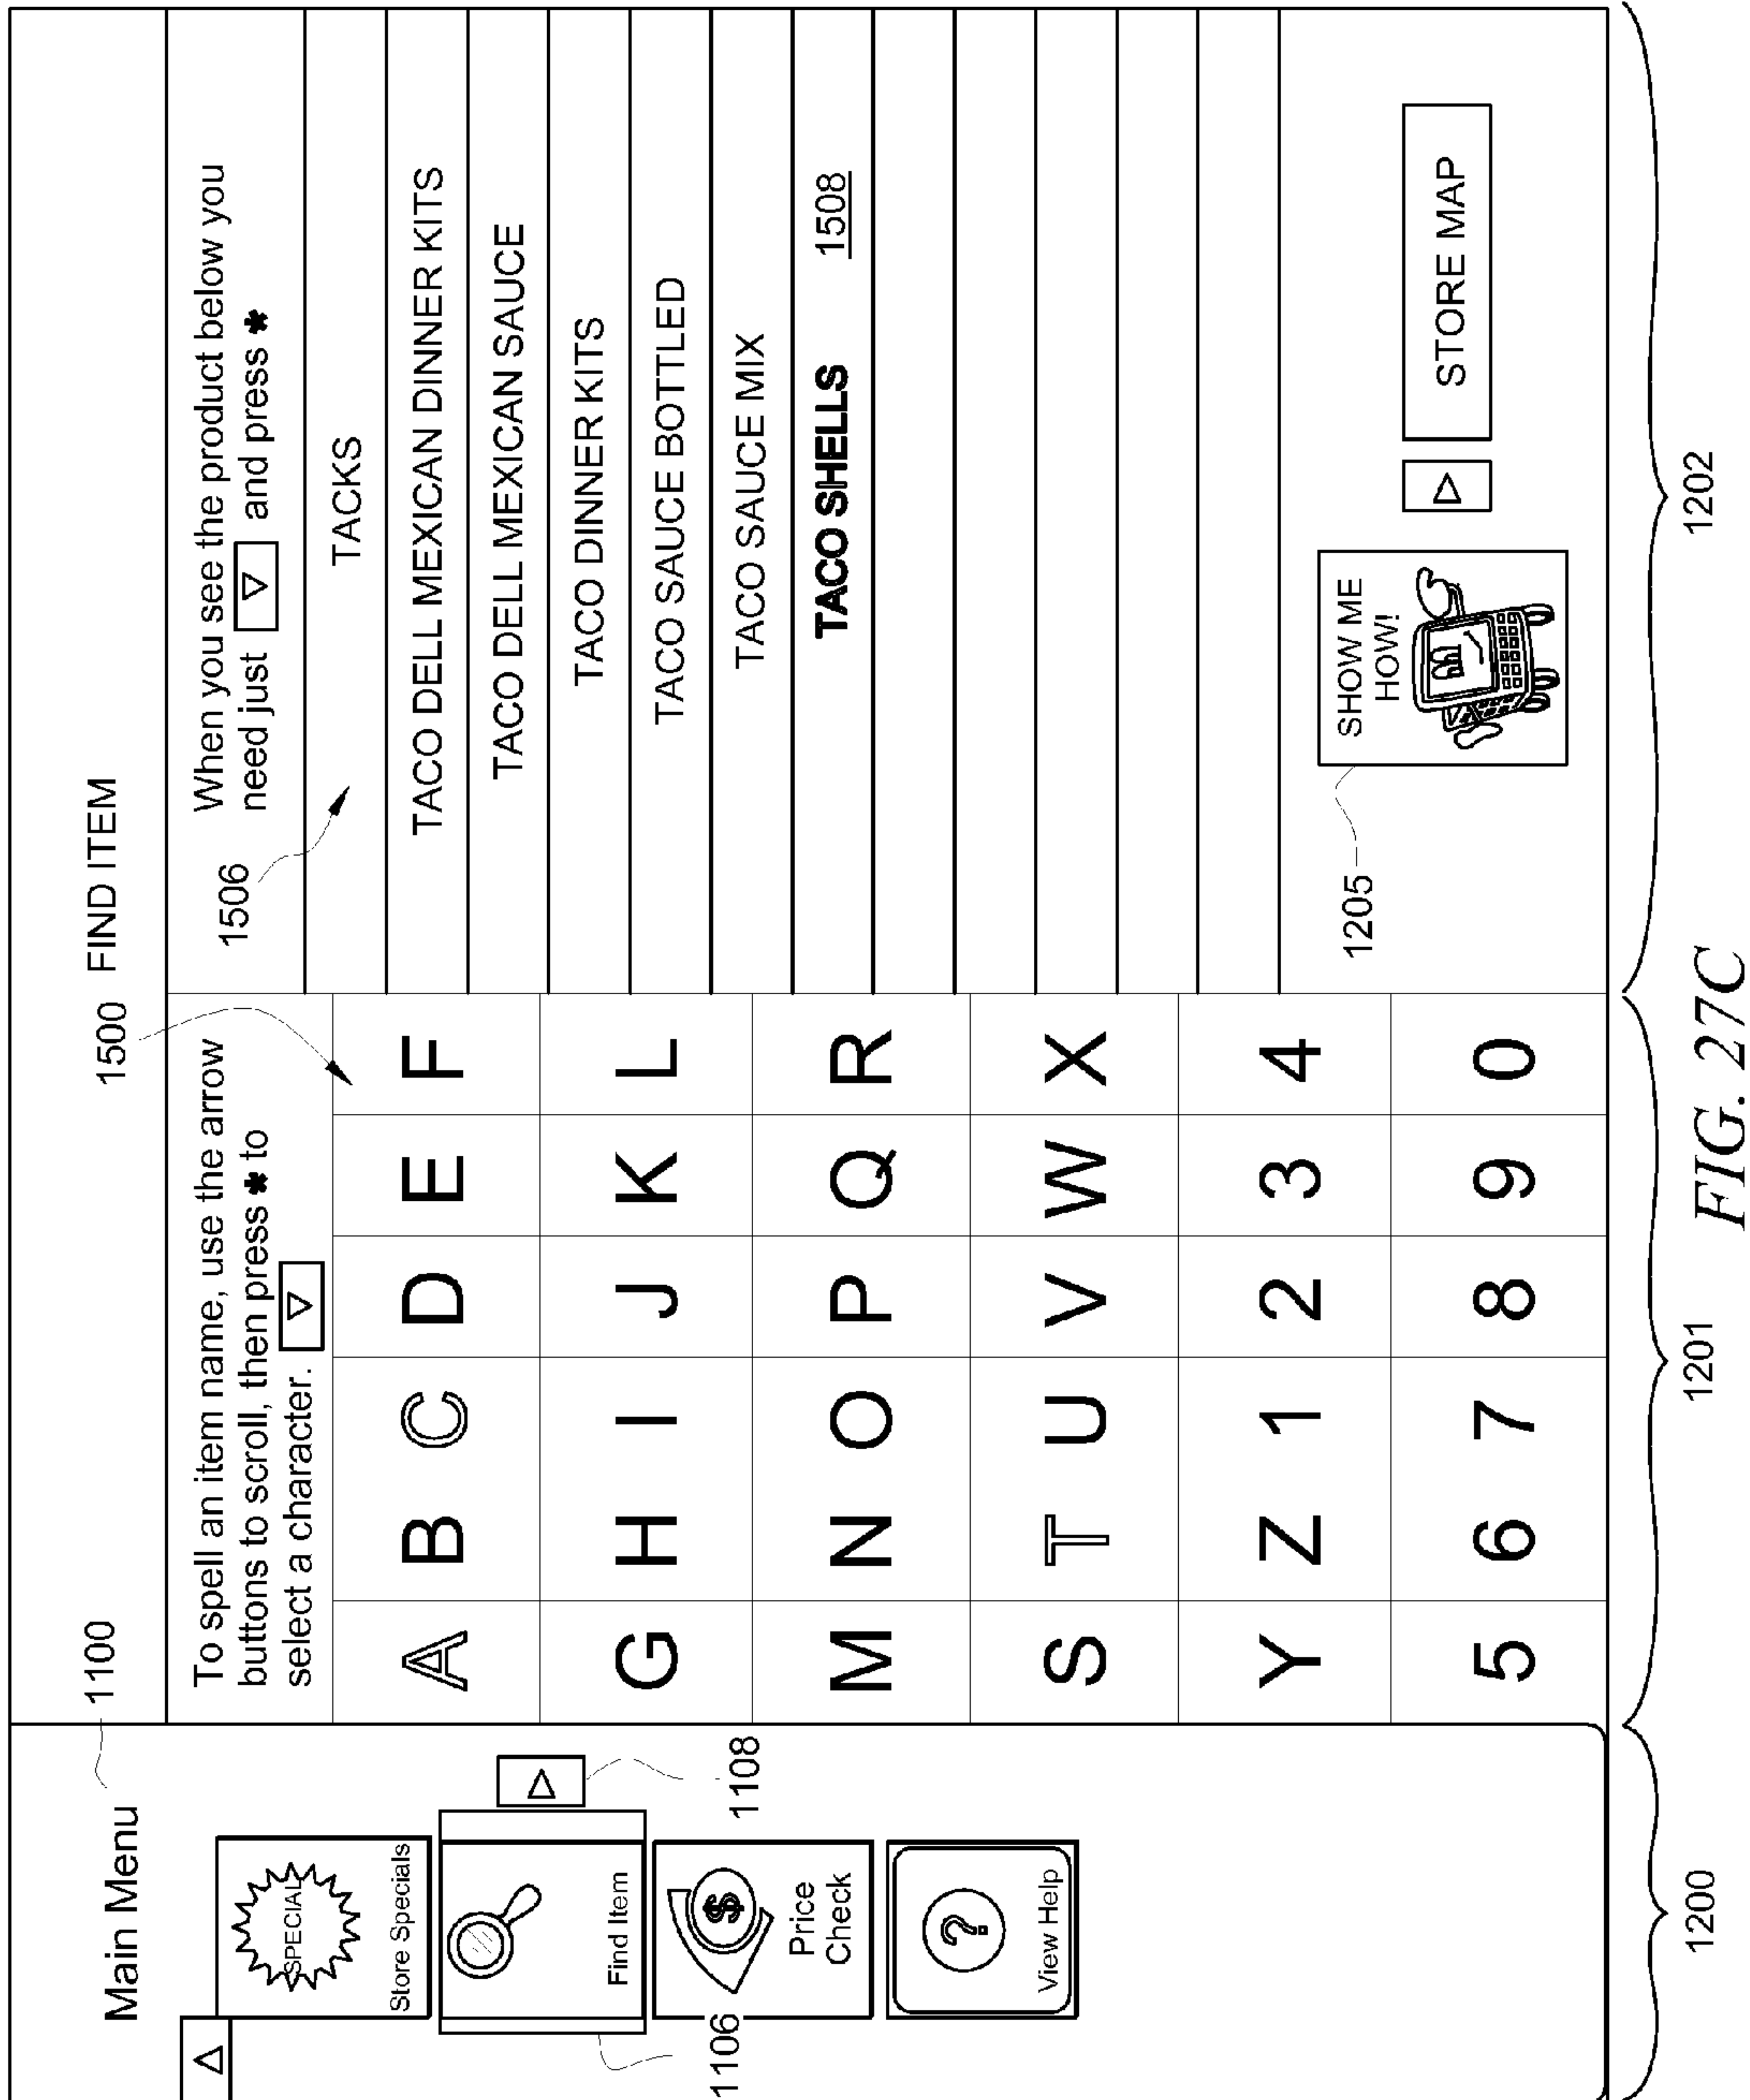 1100
1500 FIND ITEM
Main Menu
SPECIAL
Store Specials
Find Item
1108
1106
$
Price
Check
?
View Help
To spell an item name, use the arrow
buttons to scroll, then press ✱ to
select a character. ▽
A B C D E F
G H I J K L
M N O P Q R
S T U V W X
Y Z 1 2 3 4
5 6 7 8 9 0
When you see the product below you
need just ▽ and press ✱
1506
TACKS
TACO DELL MEXICAN DINNER KITS
TACO DELL MEXICAN SAUCE
TACO DINNER KITS
TACO SAUCE BOTTLED
TACO SAUCE MIX
TACO SHELLS 1508
SHOW ME
HOW!
STORE MAP
1205
1200
1201
1202
FIG. 27C